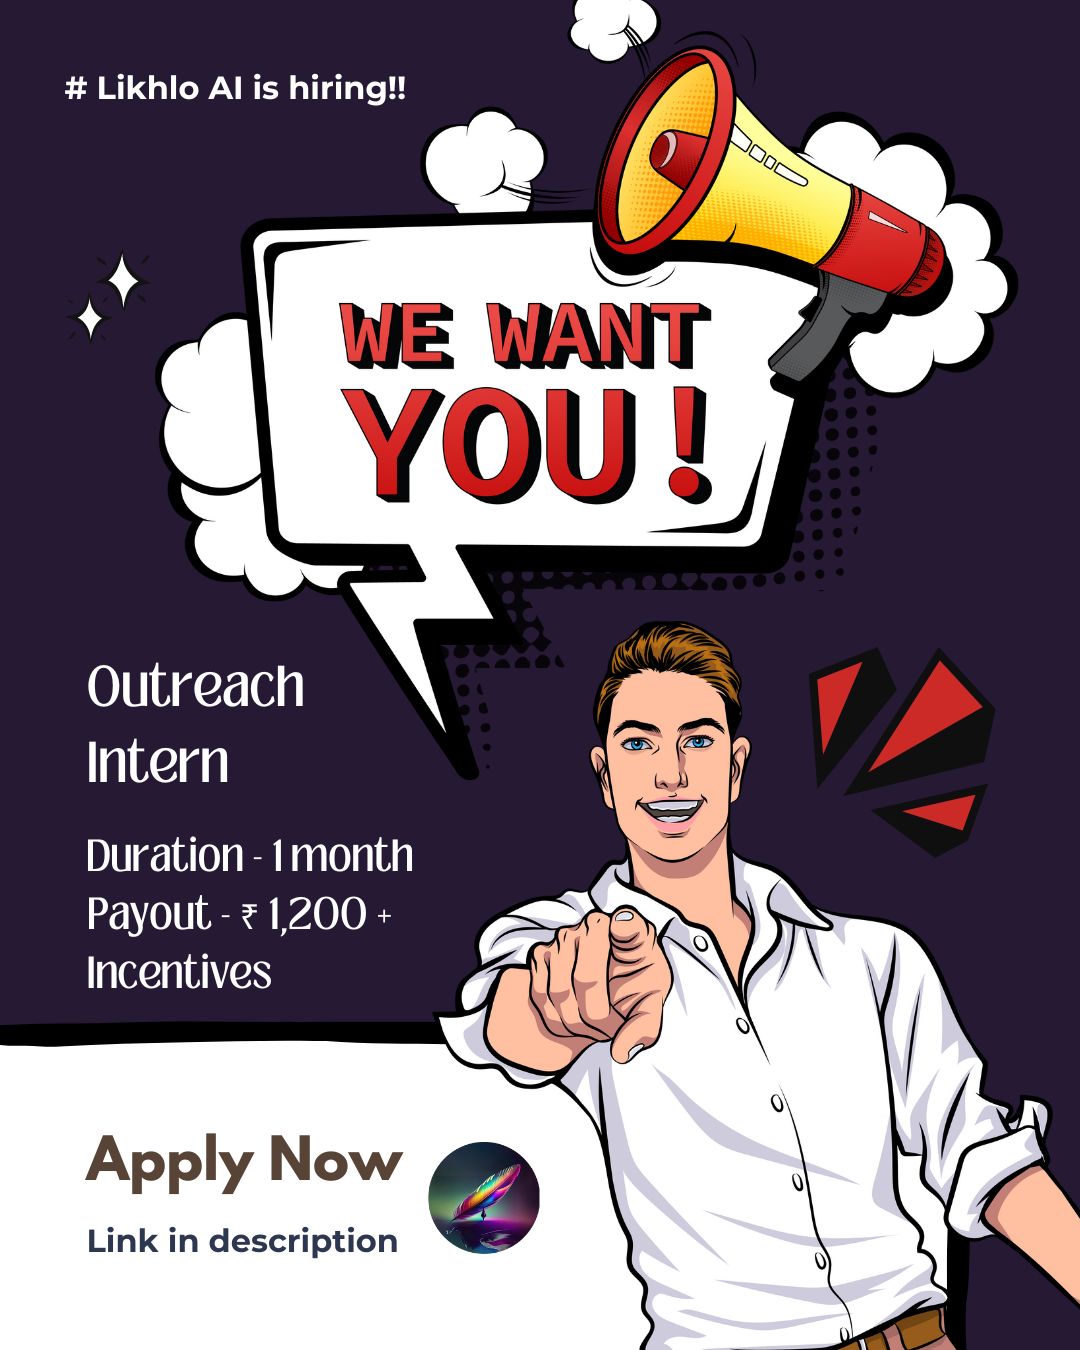 # Likhlo AI is hiring!!
WE WANT
YOU!
Outreach
Intern
Duration - 1 month
Payout - ₹ 1,200 +
Incentives
Apply Now
Link in description